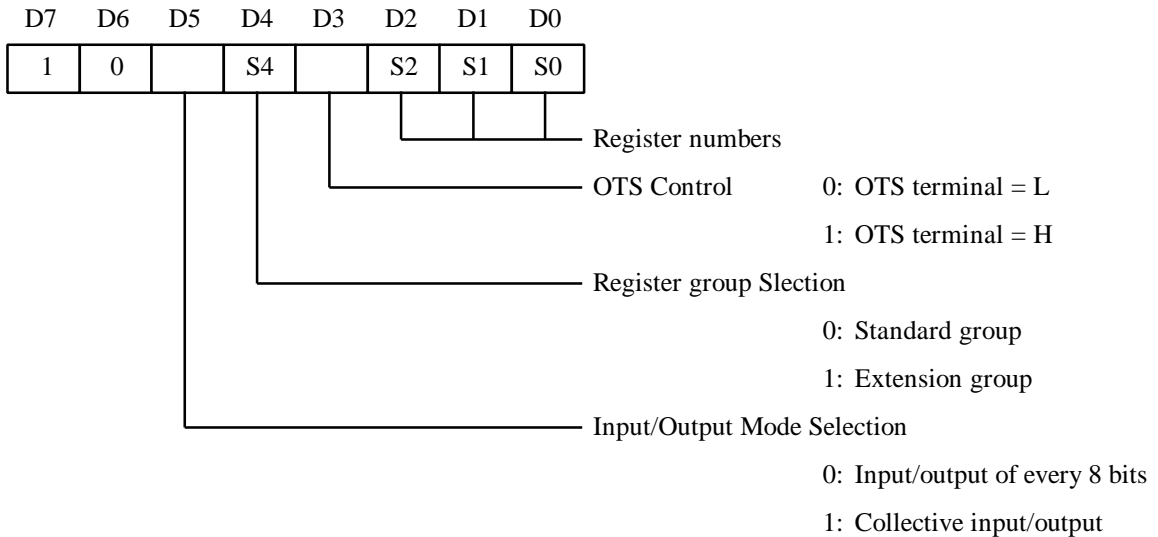 D7 D6 D5 D4 D3 D2 D1 D0
1 0 S4 S2 S1 S0
Register numbers
OTS Control 0: OTS terminal = L
1: OTS terminal = H
Register group Slection
0: Standard group
1: Extension group
Input/Output Mode Selection
0: Input/output of every 8 bits
1: Collective input/output